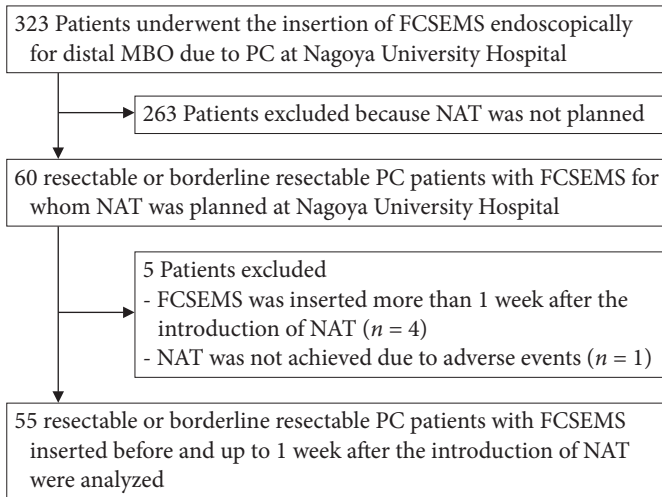 323 Patients underwent the insertion of FCSEMS endoscopically
for distal MBO due to PC at Nagoya University Hospital
263 Patients excluded because NAT was not planned
60 resectable or borderline resectable PC patients with FCSEMS for
whom NAT was planned at Nagoya University Hospital
5 Patients excluded
- FCSEMS was inserted more than 1 week after the
introduction of NAT (n = 4)
- NAT was not achieved due to adverse events (n = 1)
55 resectable or borderline resectable PC patients with FCSEMS
inserted before and up to 1 week after the introduction of NAT
were analyzed